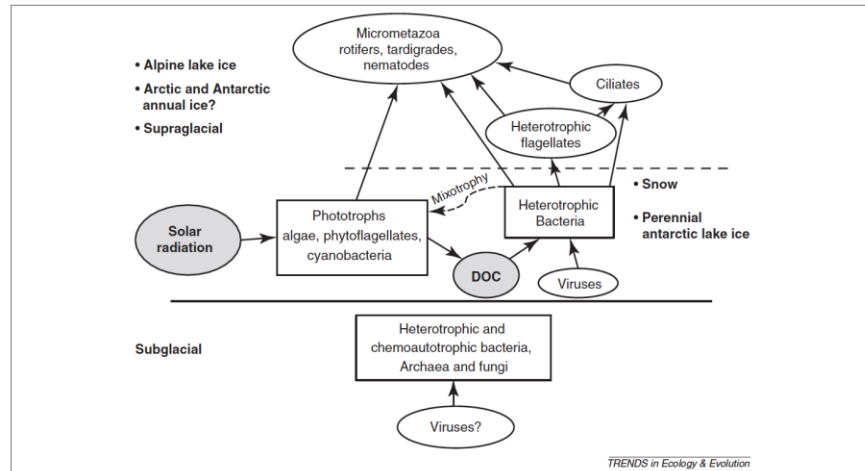 Micrometazoa
rotifers, tardigrades,
nematodes
• Alpine lake ice
• Arctic and Antarctic
annual ice?
• Supraglacial
Ciliates
Heterotrophic
flagellates
Mixotrophy
• Snow
• Perennial
antarctic lake ice
Solar
radiation
Phototrophs
algae, phytoflagellates,
cyanobacteria
Heterotrophic
Bacteria
DOC
Viruses
Subglacial
Heterotrophic and
chemoautotrophic bacteria,
Archaea and fungi
Viruses?
TRENDS in Ecology & Evolution